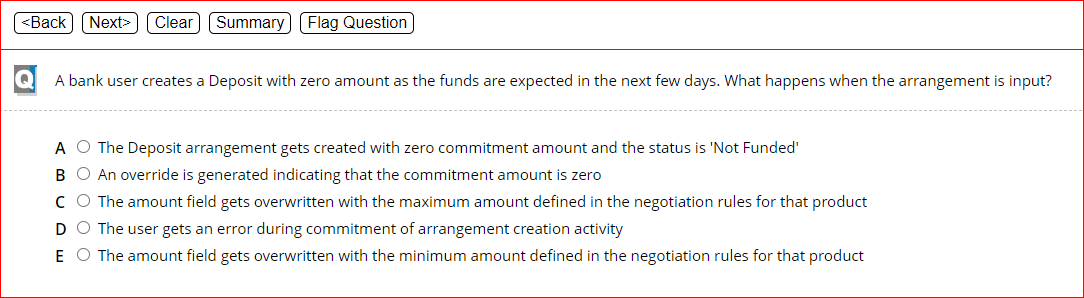 <Back Next> Clear Summary Flag Question
Q A bank user creates a Deposit with zero amount as the funds are expected in the next few days. What happens when the arrangement is input?
A The Deposit arrangement gets created with zero commitment amount and the status is 'Not Funded'
B An override is generated indicating that the commitment amount is zero
C The amount field gets overwritten with the maximum amount defined in the negotiation rules for that product
D The user gets an error during commitment of arrangement creation activity
E The amount field gets overwritten with the minimum amount defined in the negotiation rules for that product